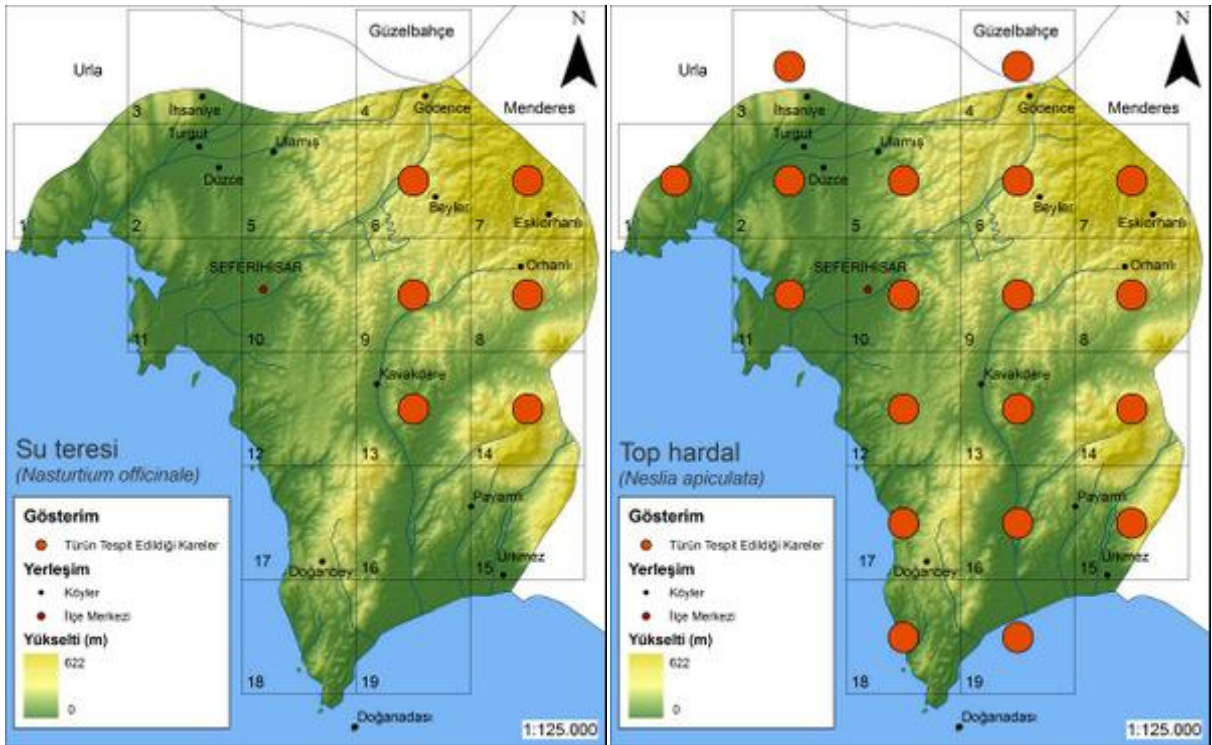 Güzelbahçe
N
Urla
3
İhsaniye
4
Gödence
Menderes
Turgut
Ulamış
Düzce
Beyler
Eskiorhanlı
1
2
5
6
7
SEFERİHİSAR
Orhanlı
11
10
9
8
Kavakdere
Su teresi
(Nasturtium officinale)
12
13
14
Payamlı
Gösterim
Türün Tespit Edildiği Kareler
Yerleşim
Köyler
İlçe Merkezi
Yükselti (m)
622
0
17
Doğanbey
16
15
Ürkmez
18
19
Doğanadası
1:125.000
Güzelbahçe
N
Urla
3
İhsaniye
4
Gödence
Menderes
Turgut
Ulamış
Düzce
Beyler
Eskiorhanlı
1
2
5
6
7
SEFERİHİSAR
Orhanlı
11
10
9
8
Kavakdere
Top hardal
(Neslia apiculata)
12
13
14
Payamlı
Gösterim
Türün Tespit Edildiği Kareler
Yerleşim
Köyler
İlçe Merkezi
Yükselti (m)
622
0
17
Doğanbey
16
15
Ürkmez
18
19
Doğanadası
1:125.000